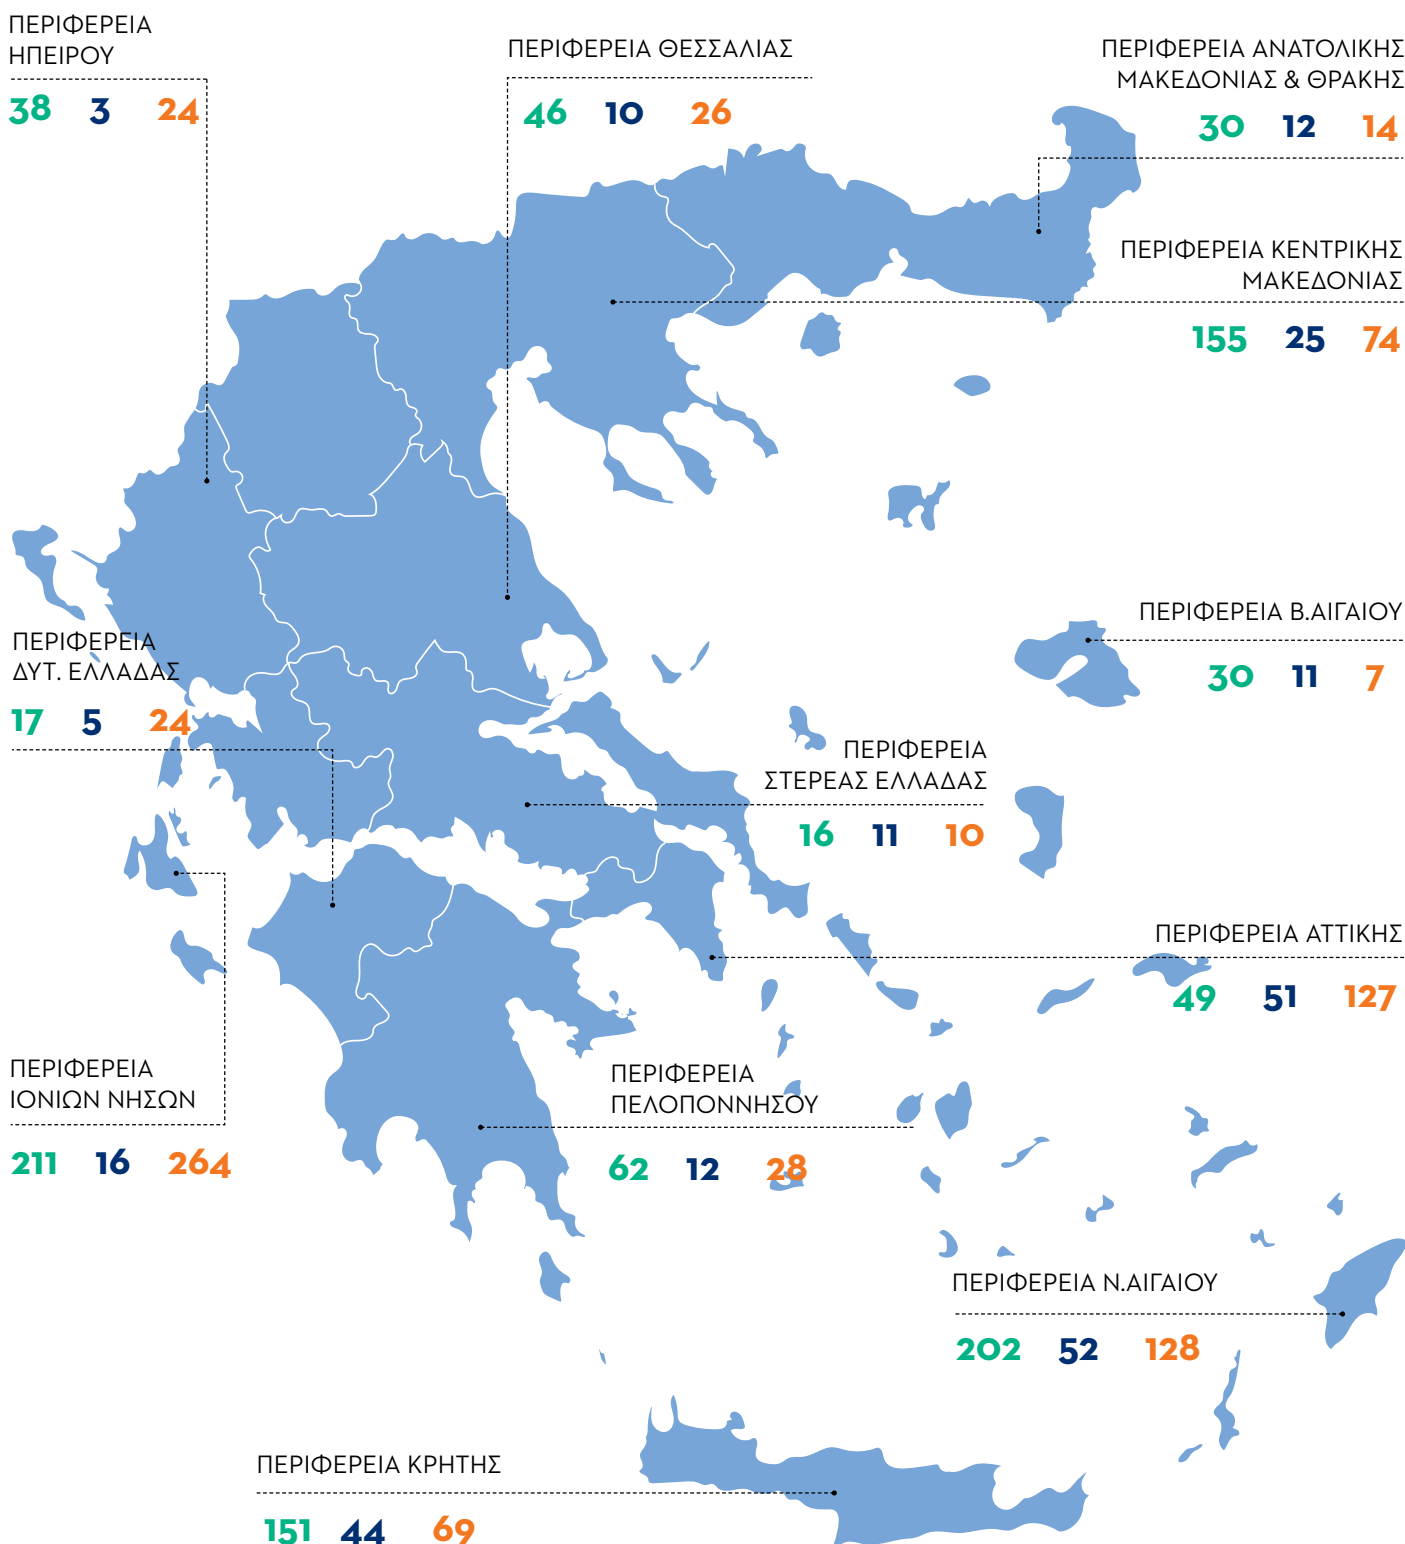 ΠΕΡΙΦΕΡΕΙΑ
ΗΠΕΙΡΟΥ
38 3 24
ΠΕΡΙΦΕΡΕΙΑ ΘΕΣΣΑΛΙΑΣ
46 10 26
ΠΕΡΙΦΕΡΕΙΑ ΑΝΑΤΟΛΙΚΗΣ
ΜΑΚΕΔΟΝΙΑΣ & ΘΡΑΚΗΣ
30 12 14
ΠΕΡΙΦΕΡΕΙΑ ΚΕΝΤΡΙΚΗΣ
ΜΑΚΕΔΟΝΙΑΣ
155 25 74
ΠΕΡΙΦΕΡΕΙΑ Β.ΑΙΓΑΙΟΥ
30 11 7
ΠΕΡΙΦΕΡΕΙΑ
ΔΥΤ. ΕΛΛΑΔΑΣ
17 5 24
ΠΕΡΙΦΕΡΕΙΑ
ΣΤΕΡΕΑΣ ΕΛΛΑΔΑΣ
16 11 10
ΠΕΡΙΦΕΡΕΙΑ ΑΤΤΙΚΗΣ
49 51 127
ΠΕΡΙΦΕΡΕΙΑ
ΙΟΝΙΩΝ ΝΗΣΩΝ
211 16 264
ΠΕΡΙΦΕΡΕΙΑ
ΠΕΛΟΠΟΝΝΗΣΟΥ
62 12 28
ΠΕΡΙΦΕΡΕΙΑ Ν.ΑΙΓΑΙΟΥ
202 52 128
ΠΕΡΙΦΕΡΕΙΑ ΚΡΗΤΗΣ
151 44 69